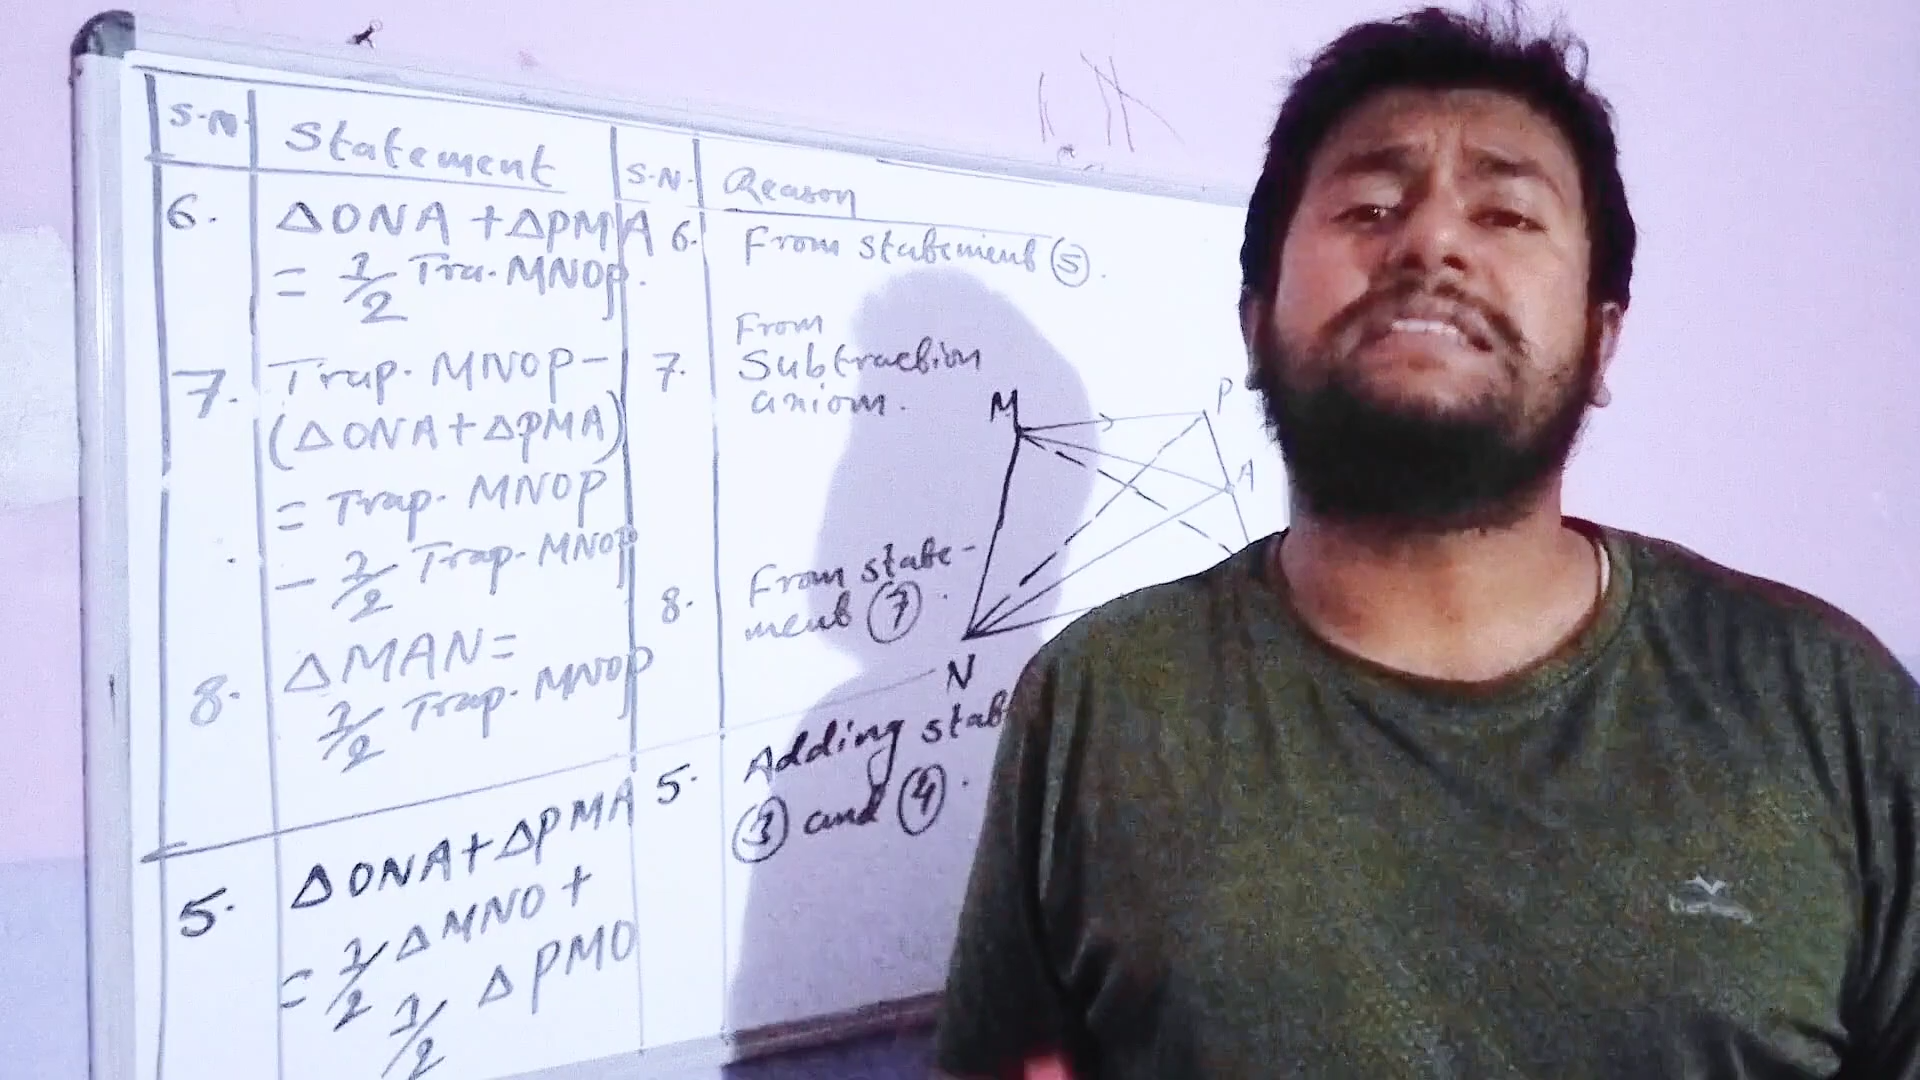 S.N. Statement S.N. Reason
6. ΔONA + ΔPMA 6. From statement (5).
= 1/2 Tra. MNOP.
7. Trap. MNOP - 7. From
Subtraction
axiom.
(ΔONA + ΔPMA)
= Trap. MNOP
- 1/2 Trap. MNOP
8. ΔMAN = 8. From state-
ment (7).
1/2 Trap. MNOP
5. ΔONA + ΔPMA 5. Adding
(3) and (4).
= 1/2 ΔMNO +
1/2 ΔPMO
M
P
A
N